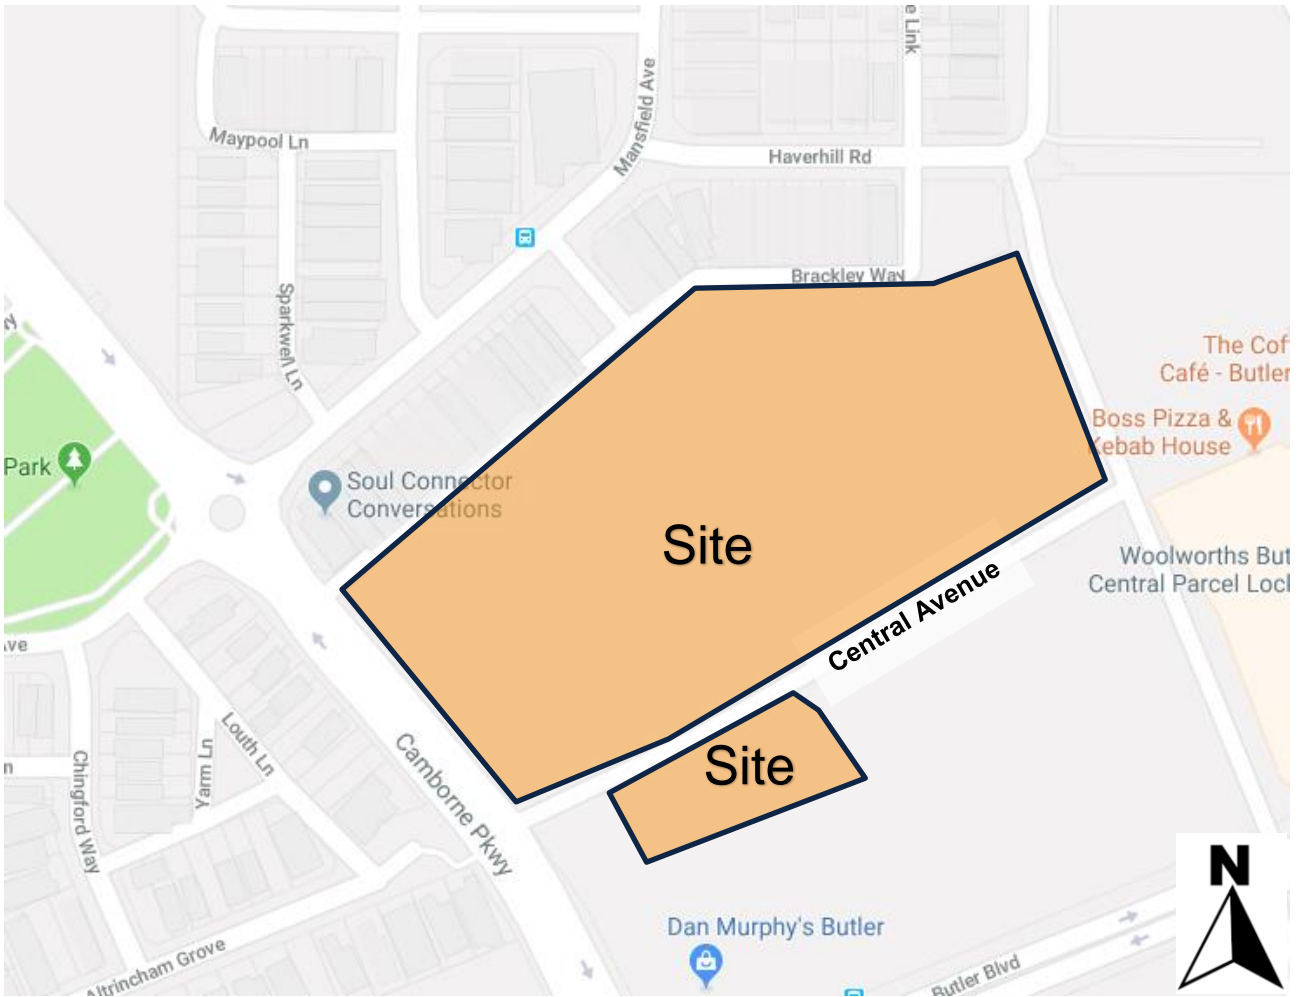 e Link
Mansfield Ave
Maypool Ln
Haverhill Rd
Brackley Way
Sparkwell Ln
The Cof
Café - Butler
Boss Pizza &
Kebab House
Park
Soul Connector
Conversations
Site
Woolworths But
Central Parcel Lock
Central Avenue
Ave
Louth Ln
Yarm Ln
Chingford Way
Camborne Pkwy
Site
N
Dan Murphy's Butler
Altrincham Grove
Butler Blvd